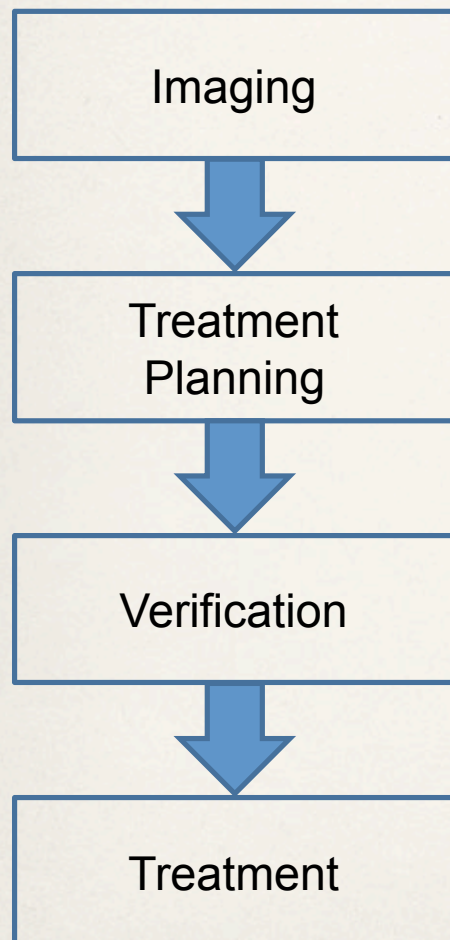 Imaging
Treatment
Planning
Verification
Treatment